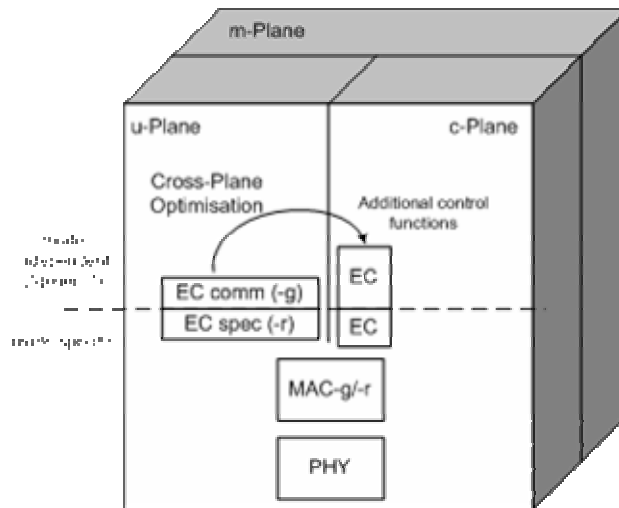 m-Plane
u-Plane
c-Plane
Cross-Plane
Optimisation
Additional control
functions
EC comm (-g)
EC spec (-r)
EC
EC
MAC-g/-r
PHY